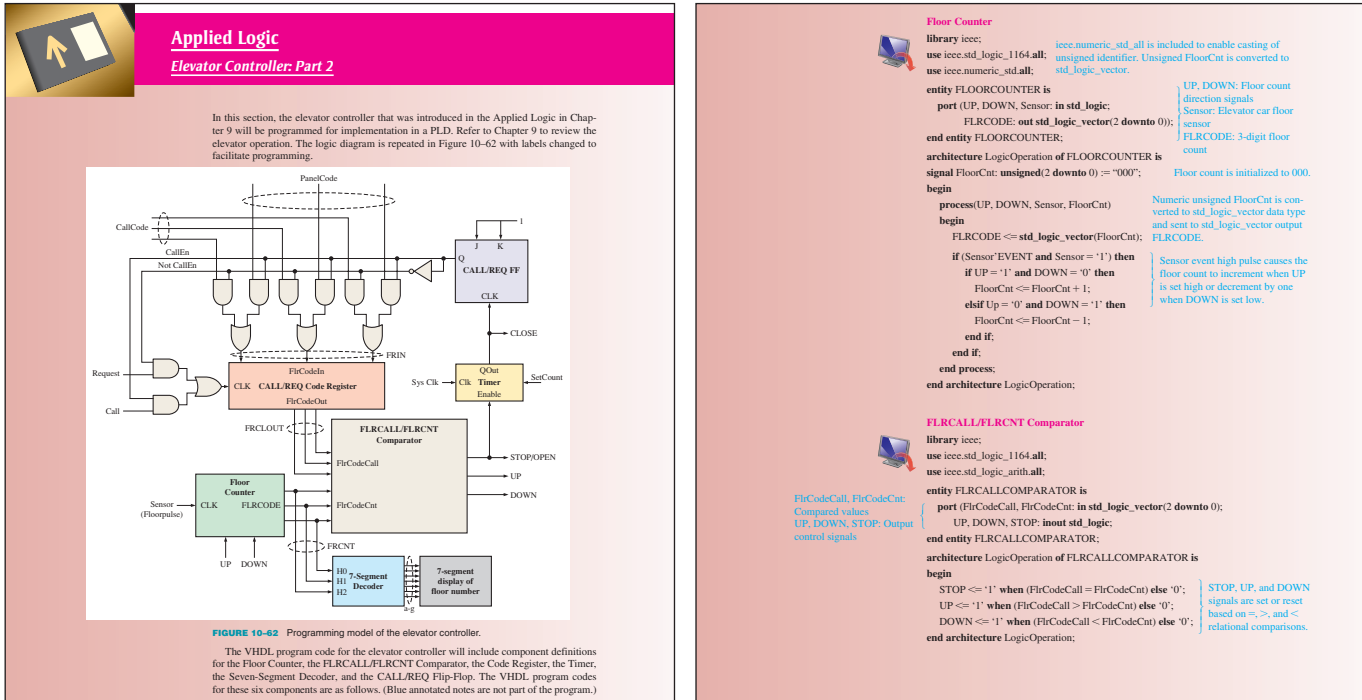 Applied Logic
Elevator Controller: Part 2
In this section, the elevator controller that was introduced in the Applied Logic in Chap-
ter 9 will be programmed for implementation in a PLD. Refer to Chapter 9 to review the
elevator operation. The logic diagram is repeated in Figure 10–62 with labels changed to
facilitate programming.
PanelCode
CallCode
CallEn
Not CallEn
1
J K
Q
CALL/REQ FF
CLK
CLOSE
FRIN
Request
Call
FlrCodeIn
CLK CALL/REQ Code Register
FlrCodeOut
Sys Clk
QOut
Clk Timer
Enable
SetCount
FRCLOUT
FLRCALL/FLRCNT
Comparator
FlrCodeCall
FlrCodeCnt
STOP/OPEN
UP
DOWN
Sensor
(Floorpulse)
Floor
Counter
CLK FLRCODE
UP DOWN
FRCNT
H0
H1
H2
7-Segment
Decoder
a-g
7-segment
display of
floor number
FIGURE 10–62 Programming model of the elevator controller.
The VHDL program code for the elevator controller will include component definitions
for the Floor Counter, the FLRCALL/FLRCNT Comparator, the Code Register, the Timer,
the Seven-Segment Decoder, and the CALL/REQ Flip-Flop. The VHDL program codes
for these six components are as follows. (Blue annotated notes are not part of the program.)
Floor Counter
library ieee;
use ieee.std_logic_1164.all;
use ieee.numeric_std.all;
ieee.numeric_std_all is included to enable casting of
unsigned identifier. Unsigned FloorCnt is converted to
std_logic_vector.
entity FLOORCOUNTER is
port (UP, DOWN, Sensor: in std_logic;
FLRCODE: out std_logic_vector(2 downto 0));
end entity FLOORCOUNTER;
UP, DOWN: Floor count
direction signals
Sensor: Elevator car floor
sensor
FLRCODE: 3-digit floor
count
architecture LogicOperation of FLOORCOUNTER is
signal FloorCnt: unsigned(2 downto 0) := “000”;
Floor count is initialized to 000.
begin
process(UP, DOWN, Sensor, FloorCnt)
begin
FLRCODE <= std_logic_vector(FloorCnt);
Numeric unsigned FloorCnt is con-
verted to std_logic_vector data type
and sent to std_logic_vector output
FLRCODE.
if (Sensor’EVENT and Sensor = ‘1’) then
if UP = ‘1’ and DOWN = ‘0’ then
FloorCnt <= FloorCnt + 1;
elsif Up = ‘0’ and DOWN = ‘1’ then
FloorCnt <= FloorCnt − 1;
end if;
end if;
end process;
end architecture LogicOperation;
Sensor event high pulse causes the
floor count to increment when UP
is set high or decrement by one
when DOWN is set low.
FLRCALL/FLRCNT Comparator
library ieee;
use ieee.std_logic_1164.all;
use ieee.std_logic_arith.all;
entity FLRCALLCOMPARATOR is
port (FlrCodeCall, FlrCodeCnt: in std_logic_vector(2 downto 0);
UP, DOWN, STOP: inout std_logic;
end entity FLRCALLCOMPARATOR;
FlrCodeCall, FlrCodeCnt:
Compared values
UP, DOWN, STOP: Output
control signals
architecture LogicOperation of FLRCALLCOMPARATOR is
begin
STOP <= ‘1’ when (FlrCodeCall = FlrCodeCnt) else ‘0’;
UP <= ‘1’ when (FlrCodeCall > FlrCodeCnt) else ‘0’;
DOWN <= ‘1’ when (FlrCodeCall < FlrCodeCnt) else ‘0’;
end architecture LogicOperation;
STOP, UP, and DOWN
signals are set or reset
based on =, >, and <
relational comparisons.